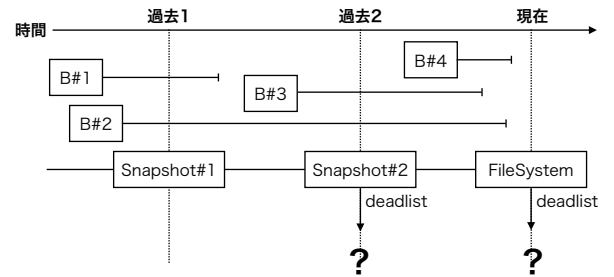 過去1 過去2 現在
時間
B#4
B#1
B#3
B#2
Snapshot#1 Snapshot#2 FileSystem
deadlist deadlist
? ?